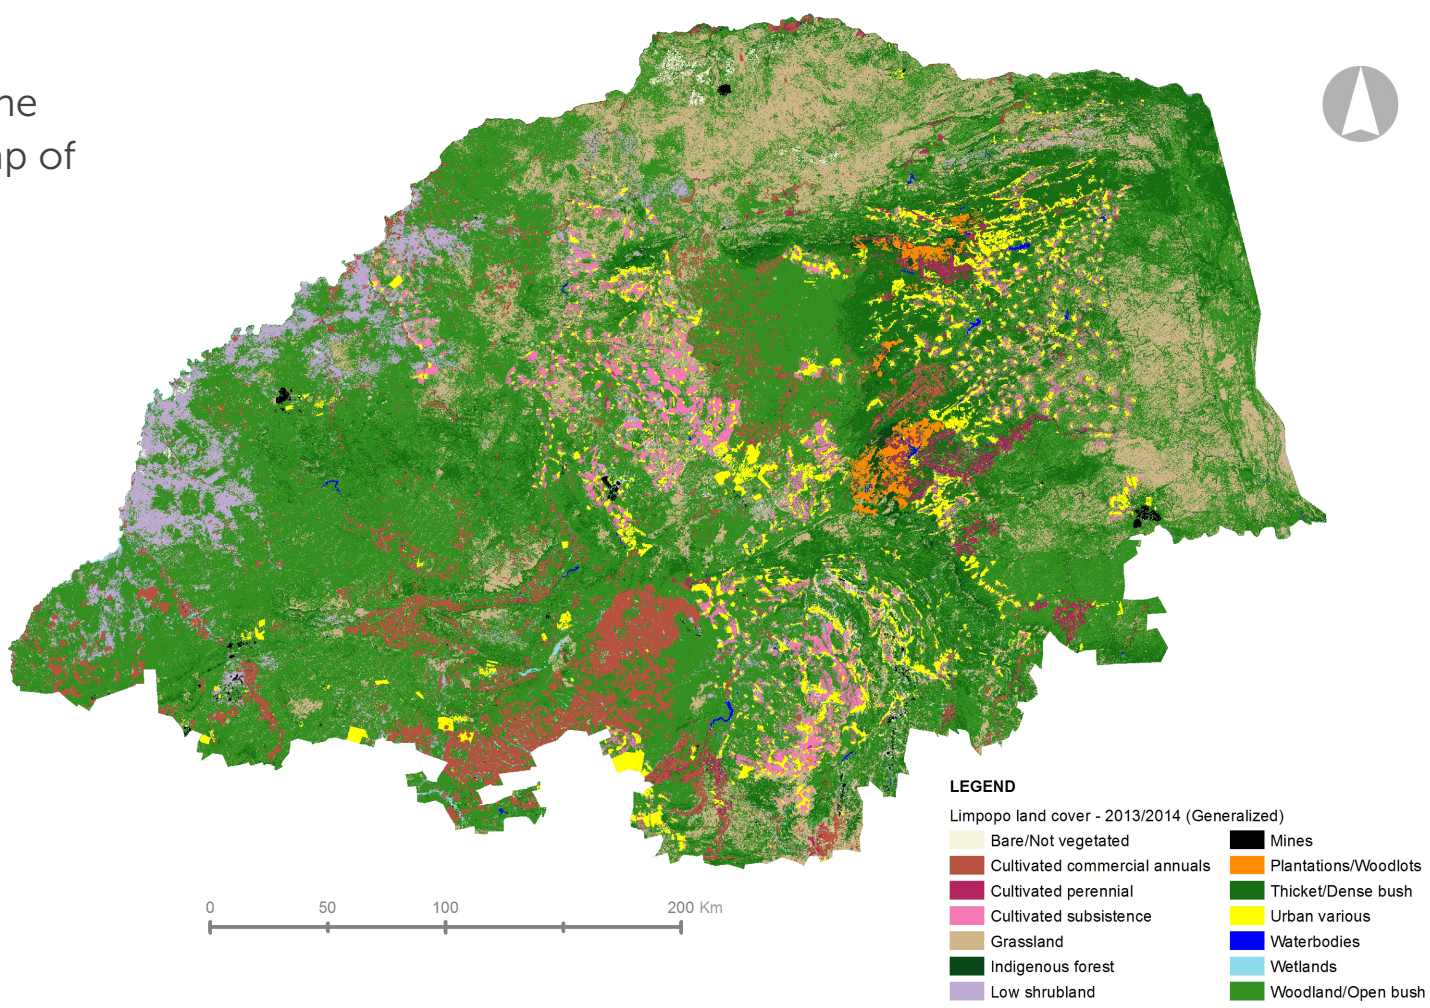 ap of
0 50 100 200 Km
LEGEND
Limpopo land cover - 2013/2014 (Generalized)
Bare/Not vegetated
Cultivated commercial annuals
Cultivated perennial
Cultivated subsistence
Grassland
Indigenous forest
Low shrubland
Mines
Plantations/Woodlots
Thicket/Dense bush
Urban various
Waterbodies
Wetlands
Woodland/Open bush